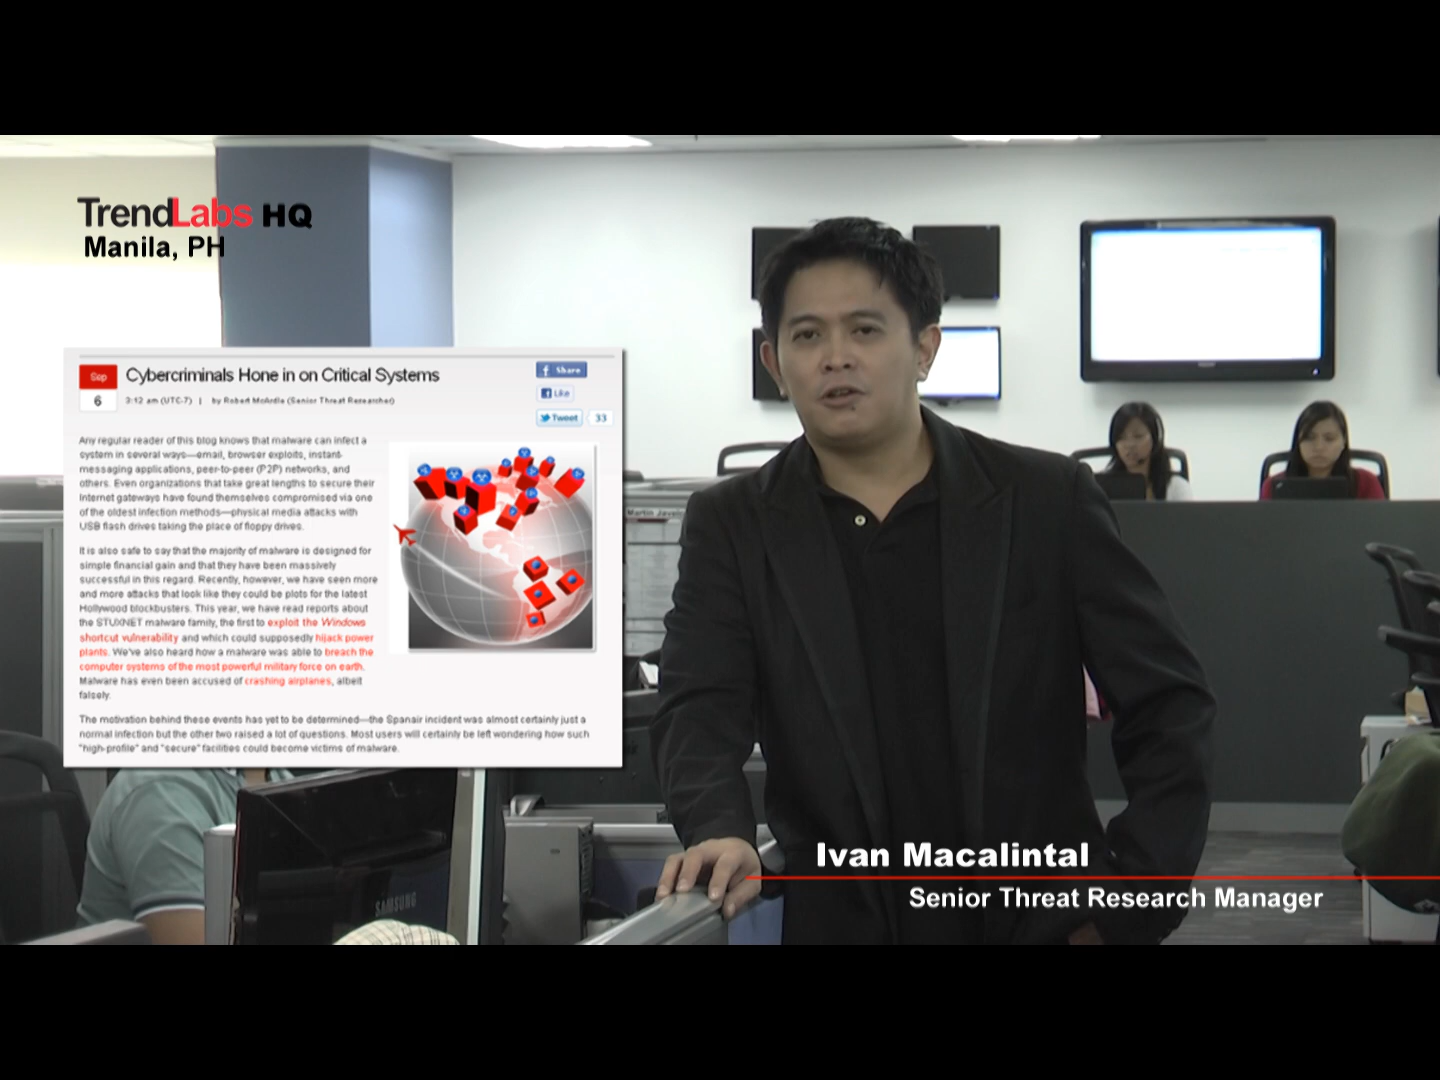 TrendLabs HQ
Manila, PH
Sep
6
Cybercriminals Hone in on Critical Systems
3:12 am (UTC-7) | by Robert McArdle (Senior Threat Researcher)
Share
Like
Tweet 33
Any regular reader of this blog knows that malware can infect a
system in several ways—email, browser exploits, instant-
messaging applications, peer-to-peer (P2P) networks, and
others. Even organizations that take great lengths to secure their
Internet gateways have found themselves compromised via one
of the oldest infection methods—physical media attacks with
USB flash drives taking the place of floppy drives.
It is also safe to say that the majority of malware is designed for
simple financial gain and that they have been massively
successful in this regard. Recently, however, we have seen more
and more attacks that look like they could be plots for the latest
Hollywood blockbusters. This year, we have read reports about
the STUXNET malware family, the first to exploit the Windows
shortcut vulnerability and which could supposedly hijack power
plants. We've also heard how a malware was able to breach the
computer systems of the most powerful military force on earth.
Malware has even been accused of crashing airplanes, albeit
falsely.
The motivation behind these events has yet to be determined—the Spanair incident was almost certainly just a
normal infection but the other two raised a lot of questions. Most users will certainly be left wondering how such
"high-profile" and "secure" facilities could become victims of malware.
SAMSUNG
Ivan Macalintal
Senior Threat Research Manager